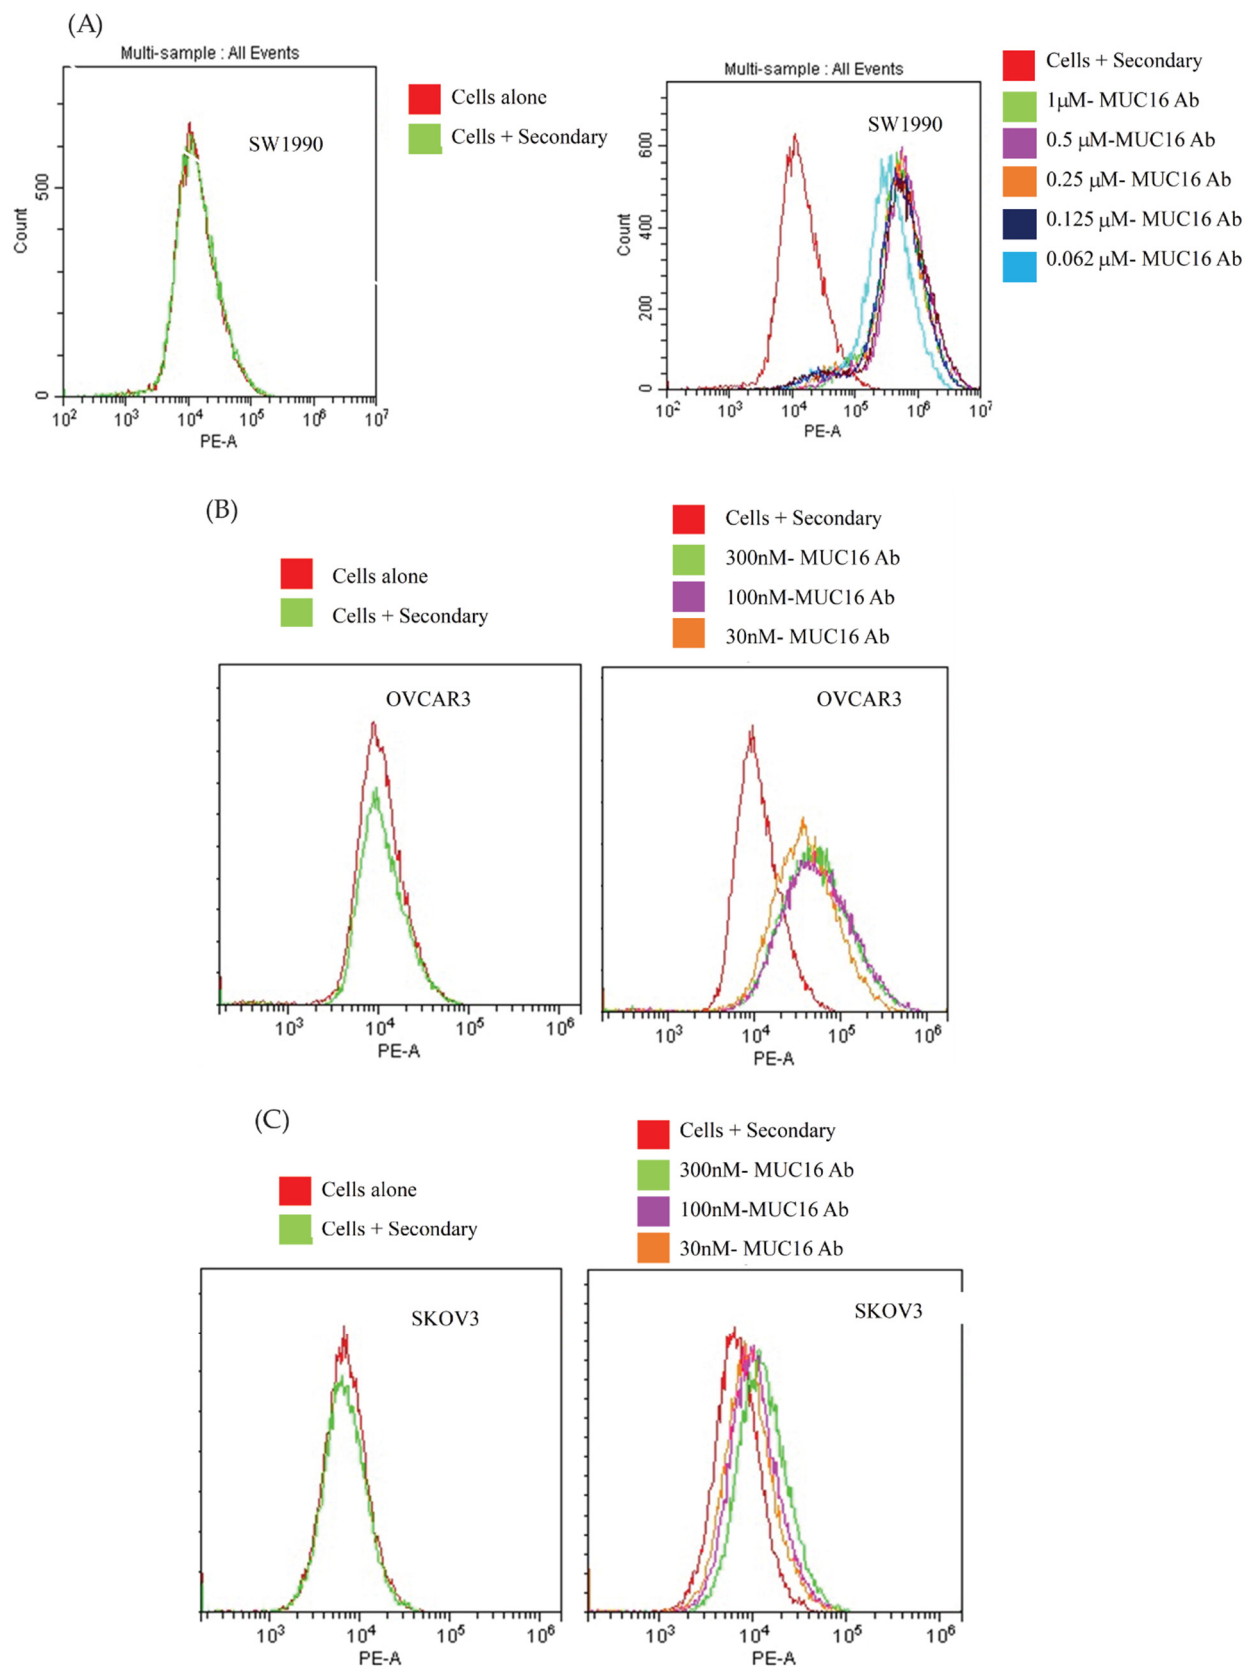 (A)
Multi-sample : All Events
SW1990
Count
500
0
10² 10³ 10⁴ 10⁵ 10⁶ 10⁷
PE-A
Cells alone
Cells + Secondary
Multi-sample : All Events
SW1990
Count
600
400
200
0
10² 10³ 10⁴ 10⁵ 10⁶ 10⁷
PE-A
Cells + Secondary
1μM- MUC16 Ab
0.5 μM-MUC16 Ab
0.25 μM- MUC16 Ab
0.125 μM- MUC16 Ab
0.062 μM- MUC16 Ab
(B)
Cells alone
Cells + Secondary
OVCAR3
10³ 10⁴ 10⁵ 10⁶
PE-A
Cells + Secondary
300nM- MUC16 Ab
100nM-MUC16 Ab
30nM- MUC16 Ab
OVCAR3
10³ 10⁴ 10⁵ 10⁶
PE-A
(C)
Cells alone
Cells + Secondary
SKOV3
10³ 10⁴ 10⁵ 10⁶
PE-A
Cells + Secondary
300nM- MUC16 Ab
100nM-MUC16 Ab
30nM- MUC16 Ab
SKOV3
10³ 10⁴ 10⁵ 10⁶
PE-A